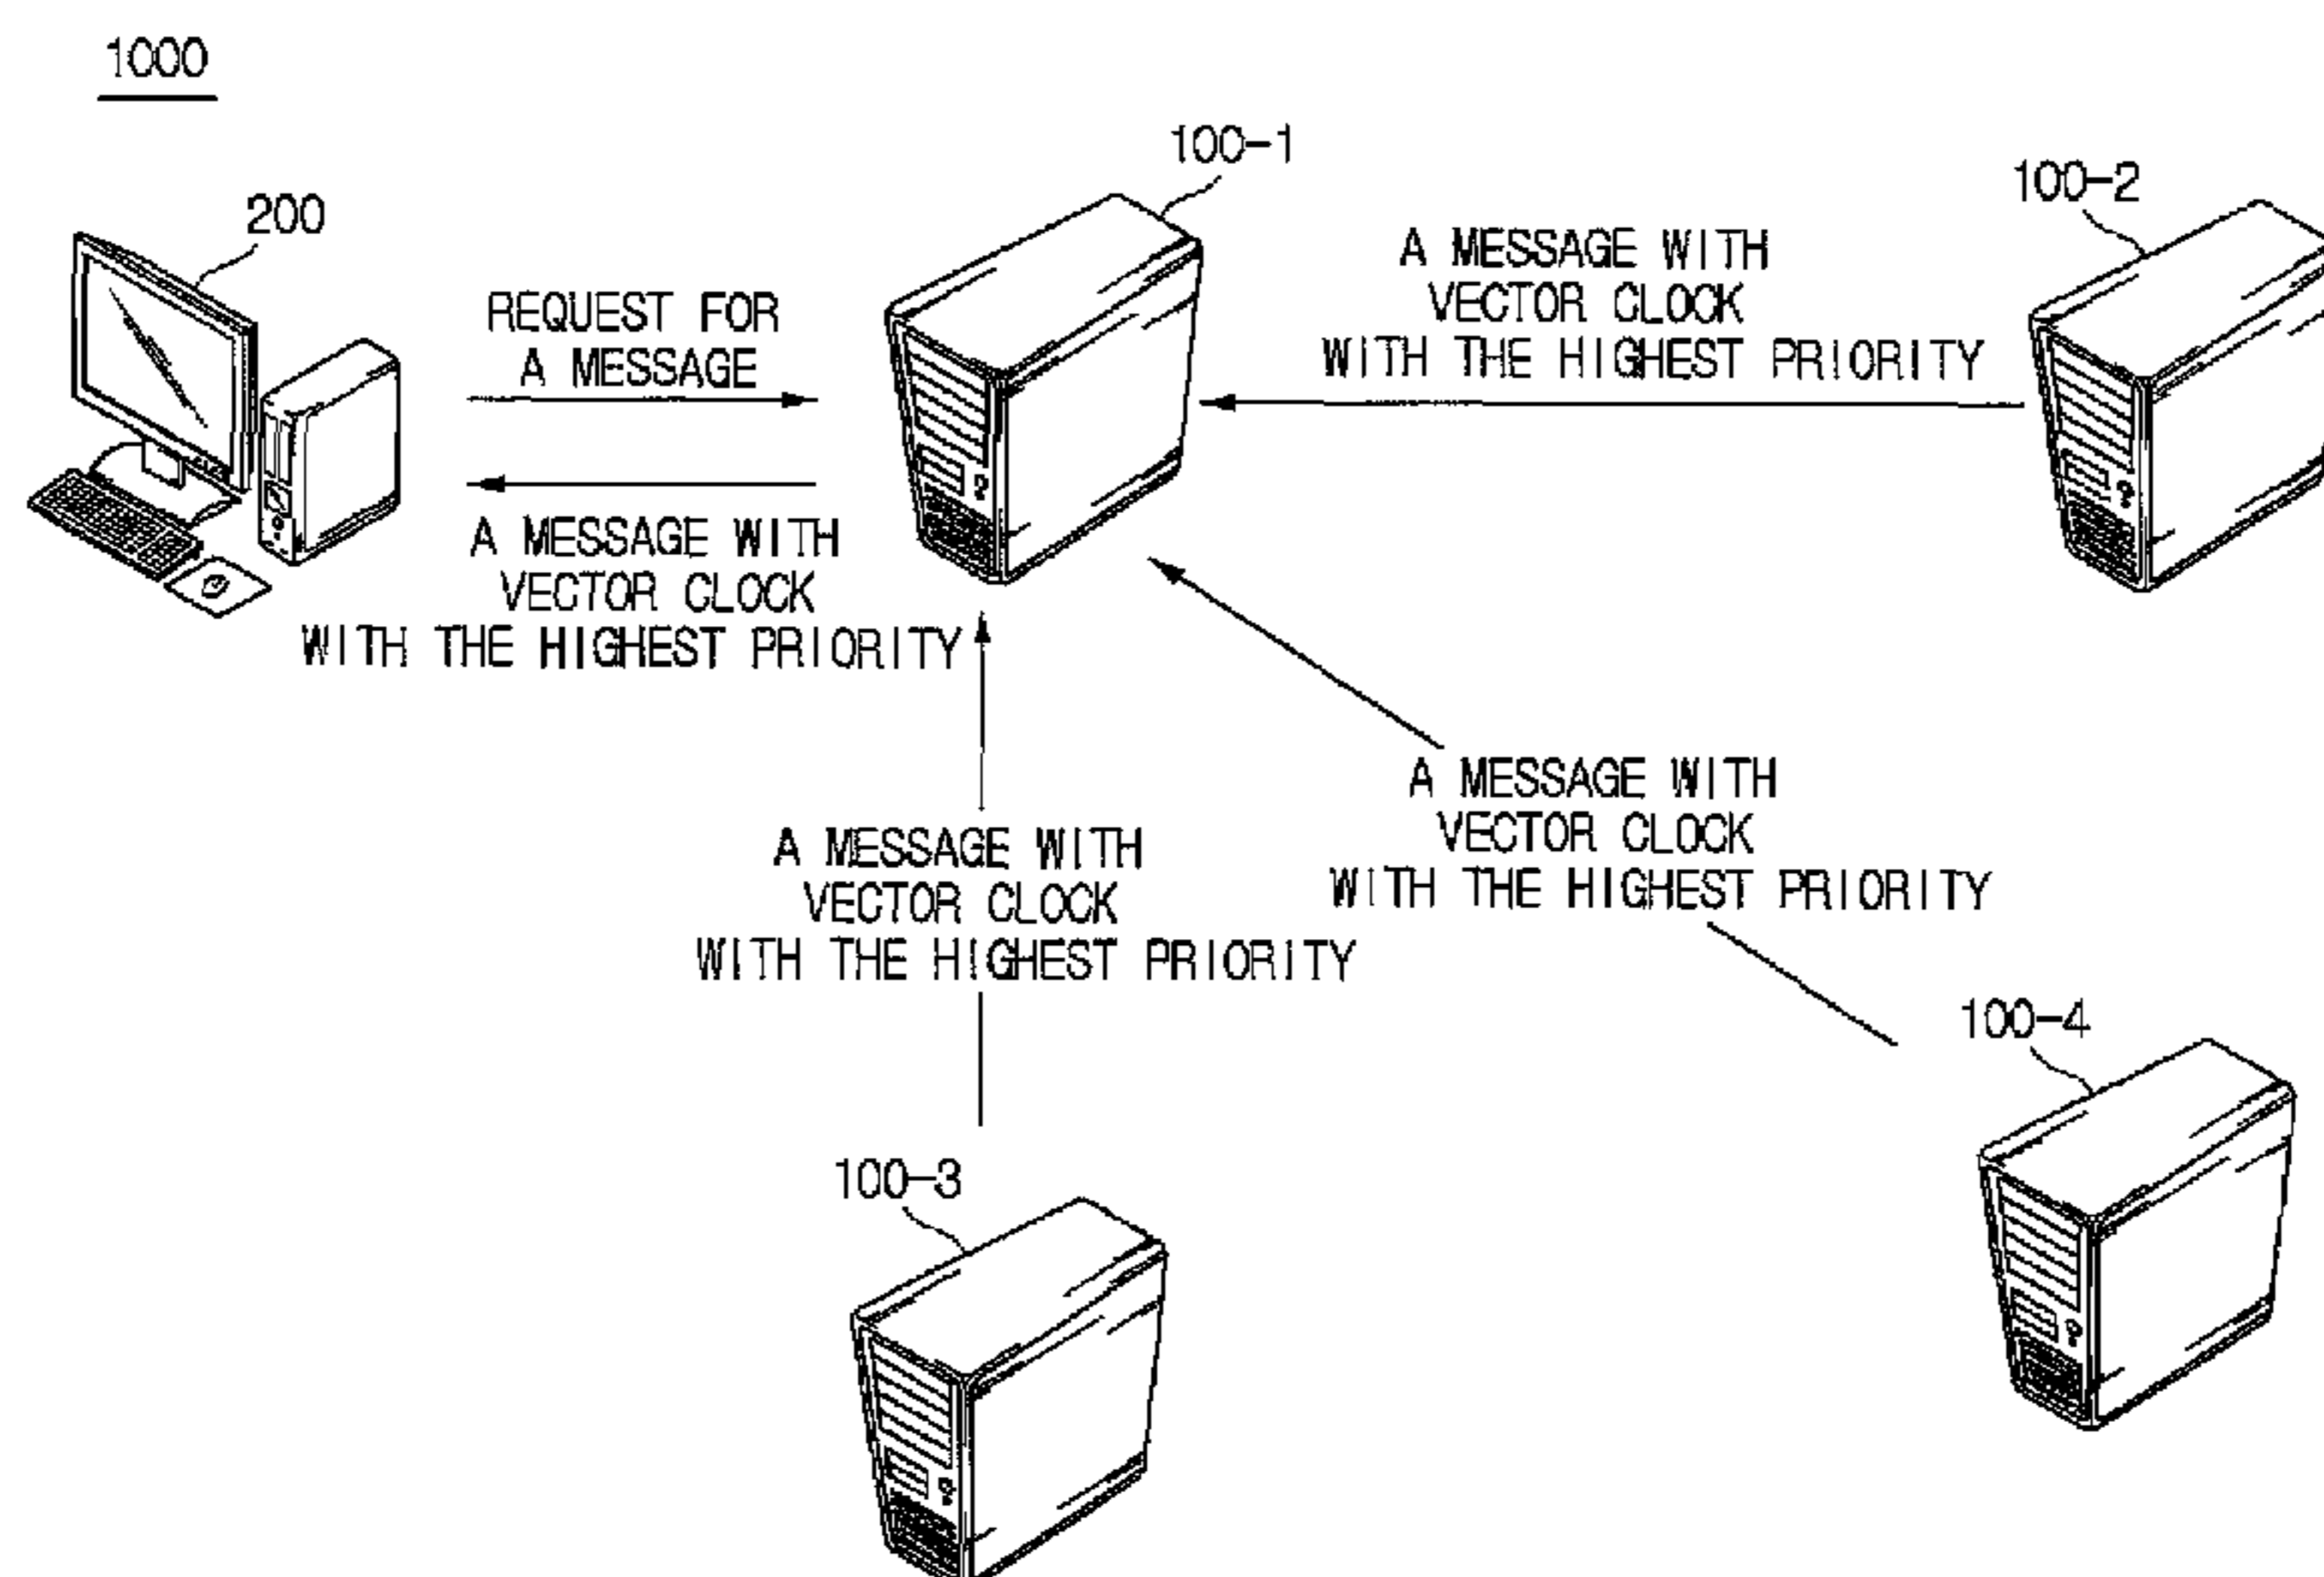 1000
100-1
100-2
200
REQUEST FOR
A MESSAGE
A MESSAGE WITH
VECTOR CLOCK
WITH THE HIGHEST PRIORITY
A MESSAGE WITH
VECTOR CLOCK
WITH THE HIGHEST PRIORITY
A MESSAGE WITH
VECTOR CLOCK
WITH THE HIGHEST PRIORITY
A MESSAGE WITH
VECTOR CLOCK
WITH THE HIGHEST PRIORITY
100-4
100-3